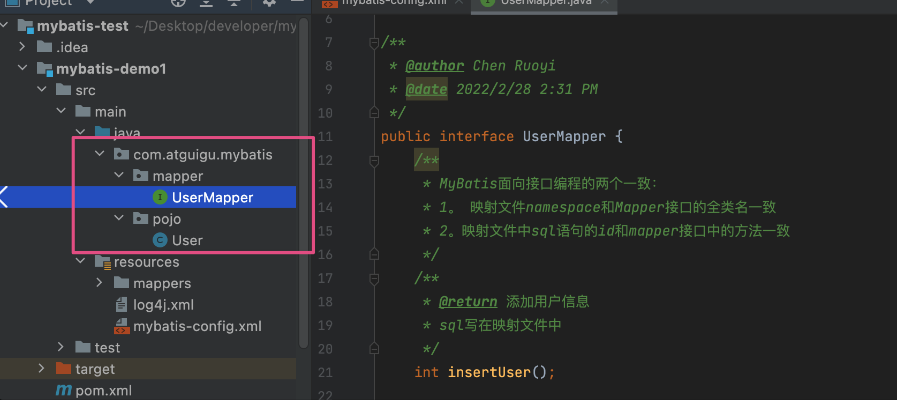 Project
mybatis-test ~/Desktop/developer/my
.idea
mybatis-demo1
src
main
java
com.atguigu.mybatis
mapper
UserMapper
pojo
User
resources
mappers
log4j.xml
mybatis-config.xml
test
target
pom.xml
mybatis-config.xml
UserMapper.java
6
7 /**
8 * @author Chen Ruoyi
9 * @date 2022/2/28 2:31 PM
10 */
11 public interface UserMapper {
12 /**
13 * MyBatis面向接口编程的两个一致:
14 * 1。 映射文件namespace和Mapper接口的全类名一致
15 * 2。映射文件中sql语句的id和mapper接口中的方法一致
16 */
17 /**
18 * @return 添加用户信息
19 * sql写在映射文件中
20 */
21 int insertUser();
22